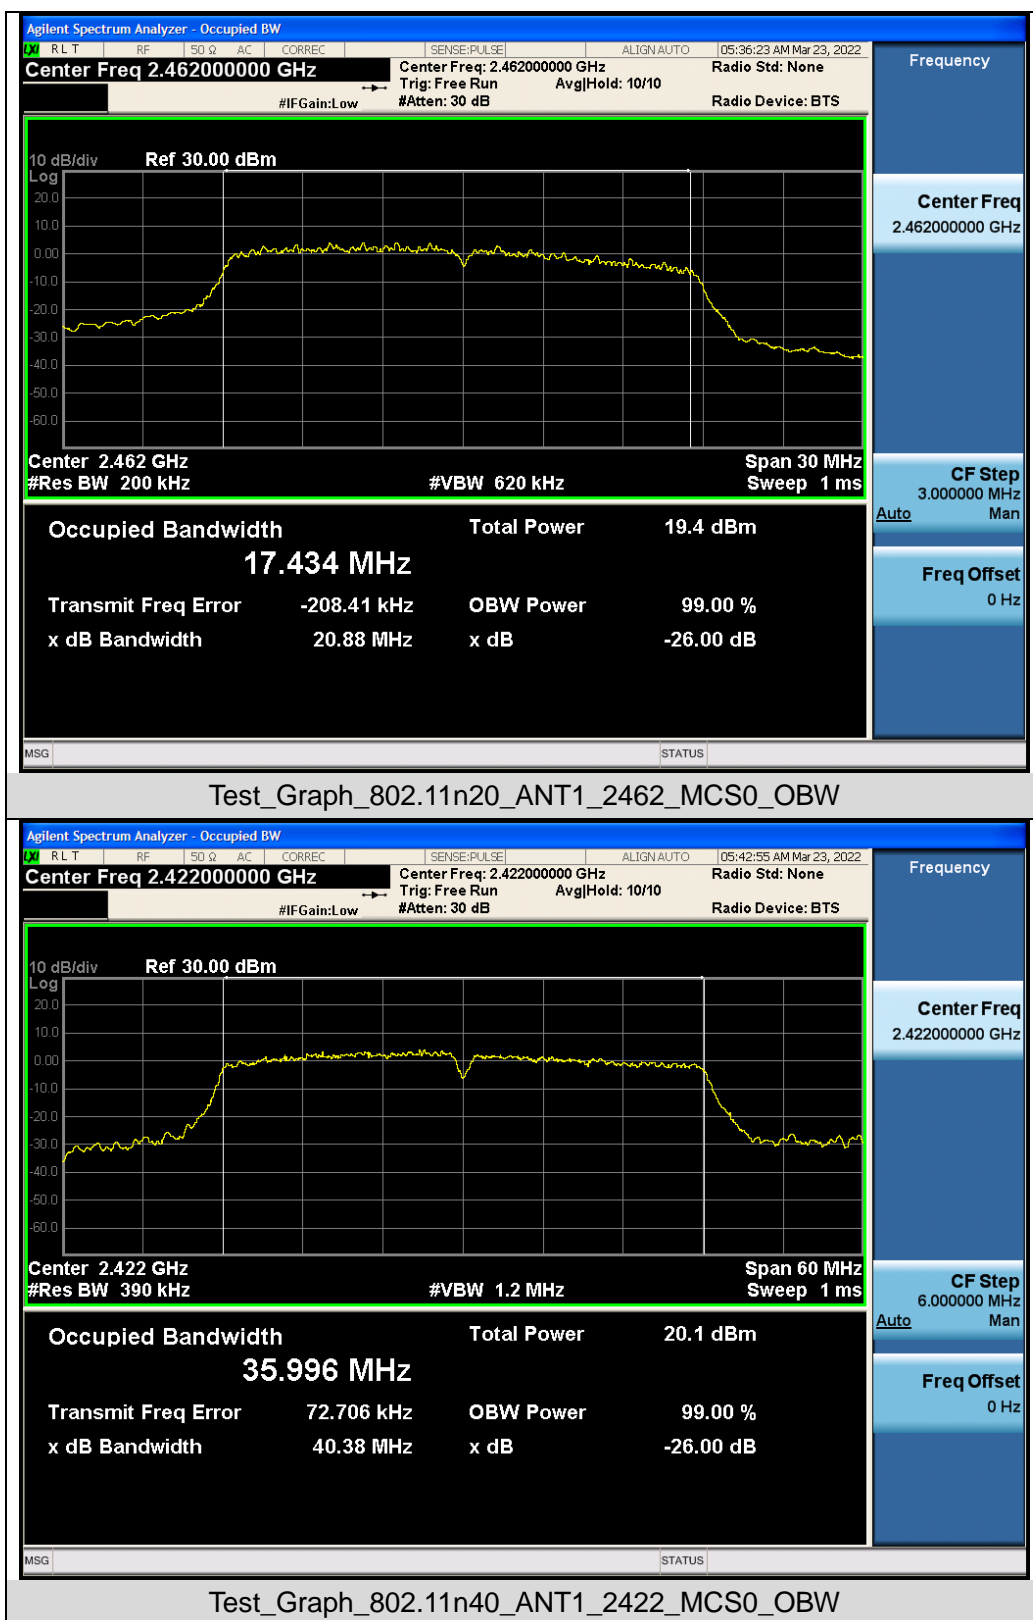 Agilent Spectrum Analyzer - Occupied BW
LXI RLT RF 50 Ω AC CORREC SENSE:PULSE ALIGN AUTO 05:36:23 AM Mar 23, 2022
Center Freq 2.462000000 GHz
Center Freq: 2.462000000 GHz
Radio Std: None
Trig: Free Run Avg|Hold: 10/10
#IFGain:Low #Atten: 30 dB Radio Device: BTS
Frequency
10 dB/div Ref 30.00 dBm
Log
20.0
10.0
0.00
-10.0
-20.0
-30.0
-40.0
-50.0
-60.0
Center 2.462 GHz Span 30 MHz
#Res BW 200 kHz #VBW 620 kHz Sweep 1 ms
Center Freq
2.462000000 GHz
CF Step
3.000000 MHz
Auto Man
Freq Offset
0 Hz
Occupied Bandwidth Total Power 19.4 dBm
17.434 MHz
Transmit Freq Error -208.41 kHz OBW Power 99.00 %
x dB Bandwidth 20.88 MHz x dB -26.00 dB
MSG STATUS
Test_Graph_802.11n20_ANT1_2462_MCS0_OBW
Agilent Spectrum Analyzer - Occupied BW
LXI RLT RF 50 Ω AC CORREC SENSE:PULSE ALIGN AUTO 05:42:55 AM Mar 23, 2022
Center Freq 2.422000000 GHz
Center Freq: 2.422000000 GHz
Radio Std: None
Trig: Free Run Avg|Hold: 10/10
#IFGain:Low #Atten: 30 dB Radio Device: BTS
Frequency
10 dB/div Ref 30.00 dBm
Log
20.0
10.0
0.00
-10.0
-20.0
-30.0
-40.0
-50.0
-60.0
Center 2.422 GHz Span 60 MHz
#Res BW 390 kHz #VBW 1.2 MHz Sweep 1 ms
Center Freq
2.422000000 GHz
CF Step
6.000000 MHz
Auto Man
Freq Offset
0 Hz
Occupied Bandwidth Total Power 20.1 dBm
35.996 MHz
Transmit Freq Error 72.706 kHz OBW Power 99.00 %
x dB Bandwidth 40.38 MHz x dB -26.00 dB
MSG STATUS
Test_Graph_802.11n40_ANT1_2422_MCS0_OBW